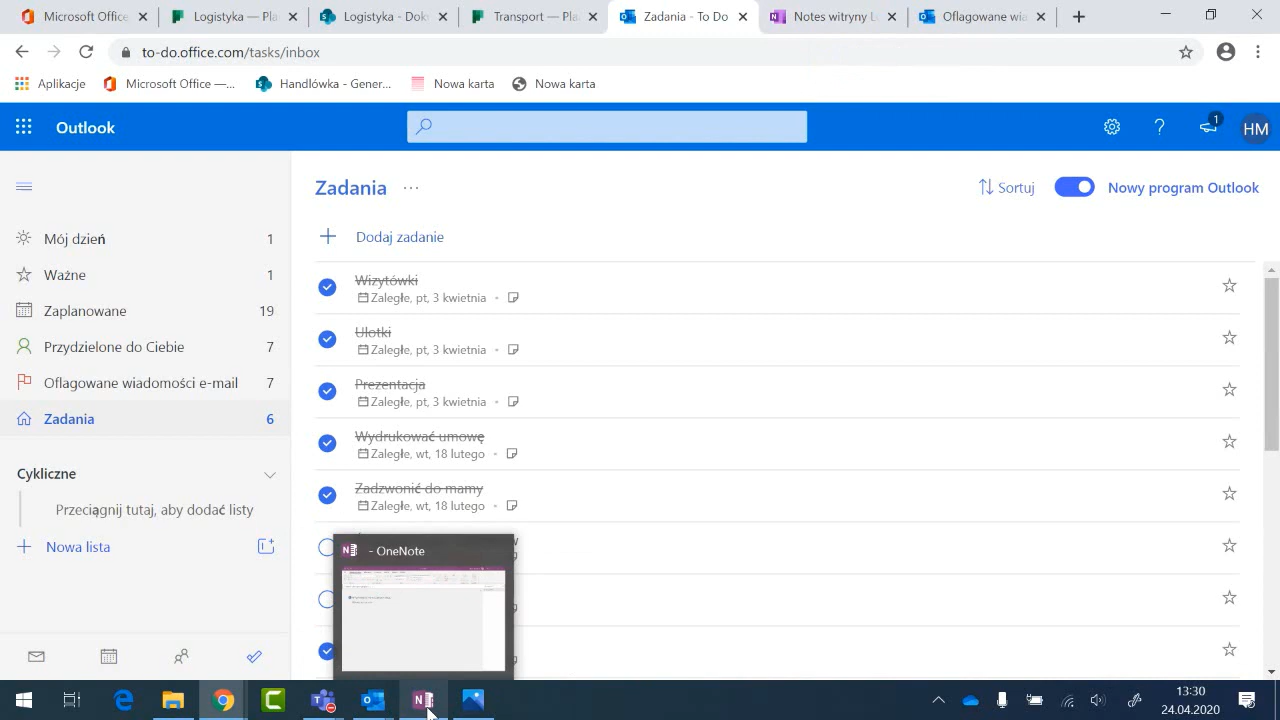 Microsoft Office
Logistyka — Pla
Logistyka - Dok
Transport — Pla
Zadania - To Do
Notes witryny L
Oflagowane wia
to-do.office.com/tasks/inbox
Aplikacje
Microsoft Office —...
Handlówka - Gener...
Nowa karta
Nowa karta
Outlook
1
HM
Zadania ...
Sortuj
Nowy program Outlook
Dodaj zadanie
Mój dzień 1
Ważne 1
Zaplanowane 19
Przydzielone do Ciebie 7
Oflagowane wiadomości e-mail 7
Zadania 6
Cykliczne
Przeciągnij tutaj, aby dodać listy
Nowa lista
Wizytówki
Zaległe, pt, 3 kwietnia
Ulotki
Zaległe, pt, 3 kwietnia
Prezentacja
Zaległe, pt, 3 kwietnia
Wydrukować umowę
Zaległe, wt, 18 lutego
Zadzwonić do mamy
Zaległe, wt, 18 lutego
- OneNote
13:30
24.04.2020